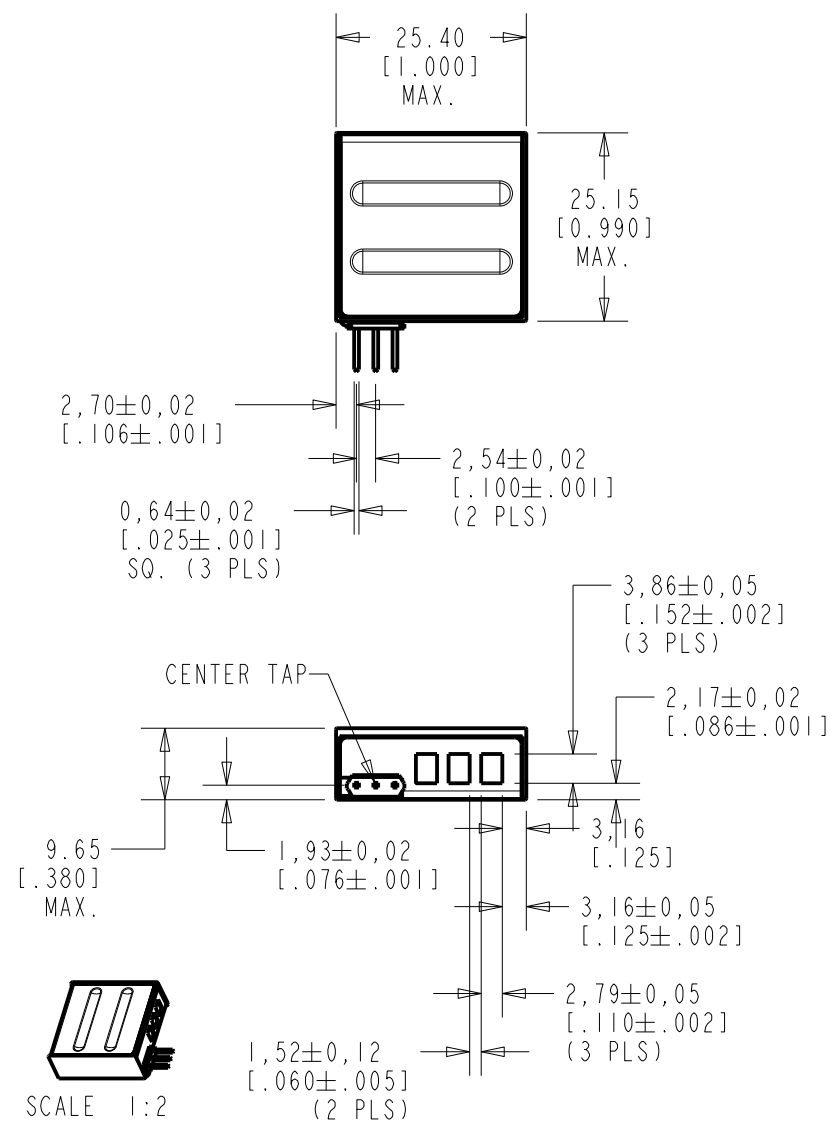 25.40
[1.000]
MAX.
25.15
[0.990]
MAX.
2,70±0,02
[.106±.001]
2,54±0,02
[.100±.001]
(2 PLS)
0,64±0,02
[.025±.001]
SQ. (3 PLS)
3,86±0,05
[.152±.002]
(3 PLS)
CENTER TAP
2,17±0,02
[.086±.001]
9.65
[.380]
MAX.
1,93±0,02
[.076±.001]
3,16
[.125]
3,16±0,05
[.125±.002]
2,79±0,05
[.110±.002]
(3 PLS)
1,52±0,12
[.060±.005]
(2 PLS)
SCALE 1:2